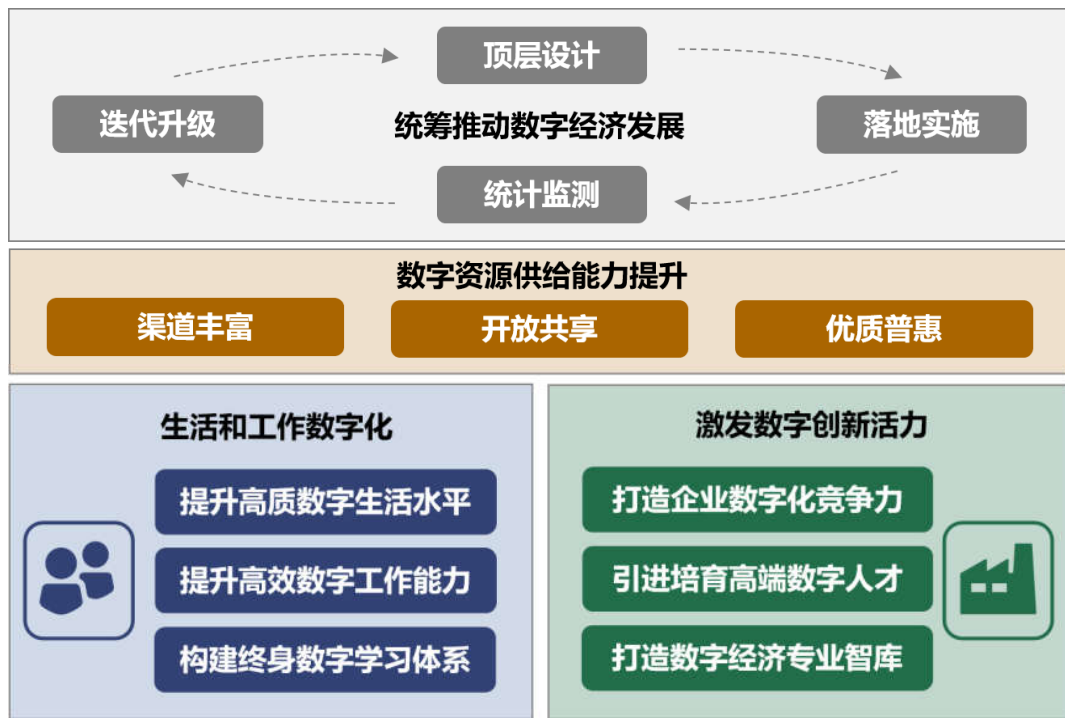 顶层设计
迭代升级
统筹推动数字经济发展
落地实施
统计监测
数字资源供给能力提升
渠道丰富
开放共享
优质普惠
生活和工作数字化
提升高质数字生活水平
提升高效数字工作能力
构建终身数字学习体系
激发数字创新活力
打造企业数字化竞争力
引进培育高端数字人才
打造数字经济专业智库